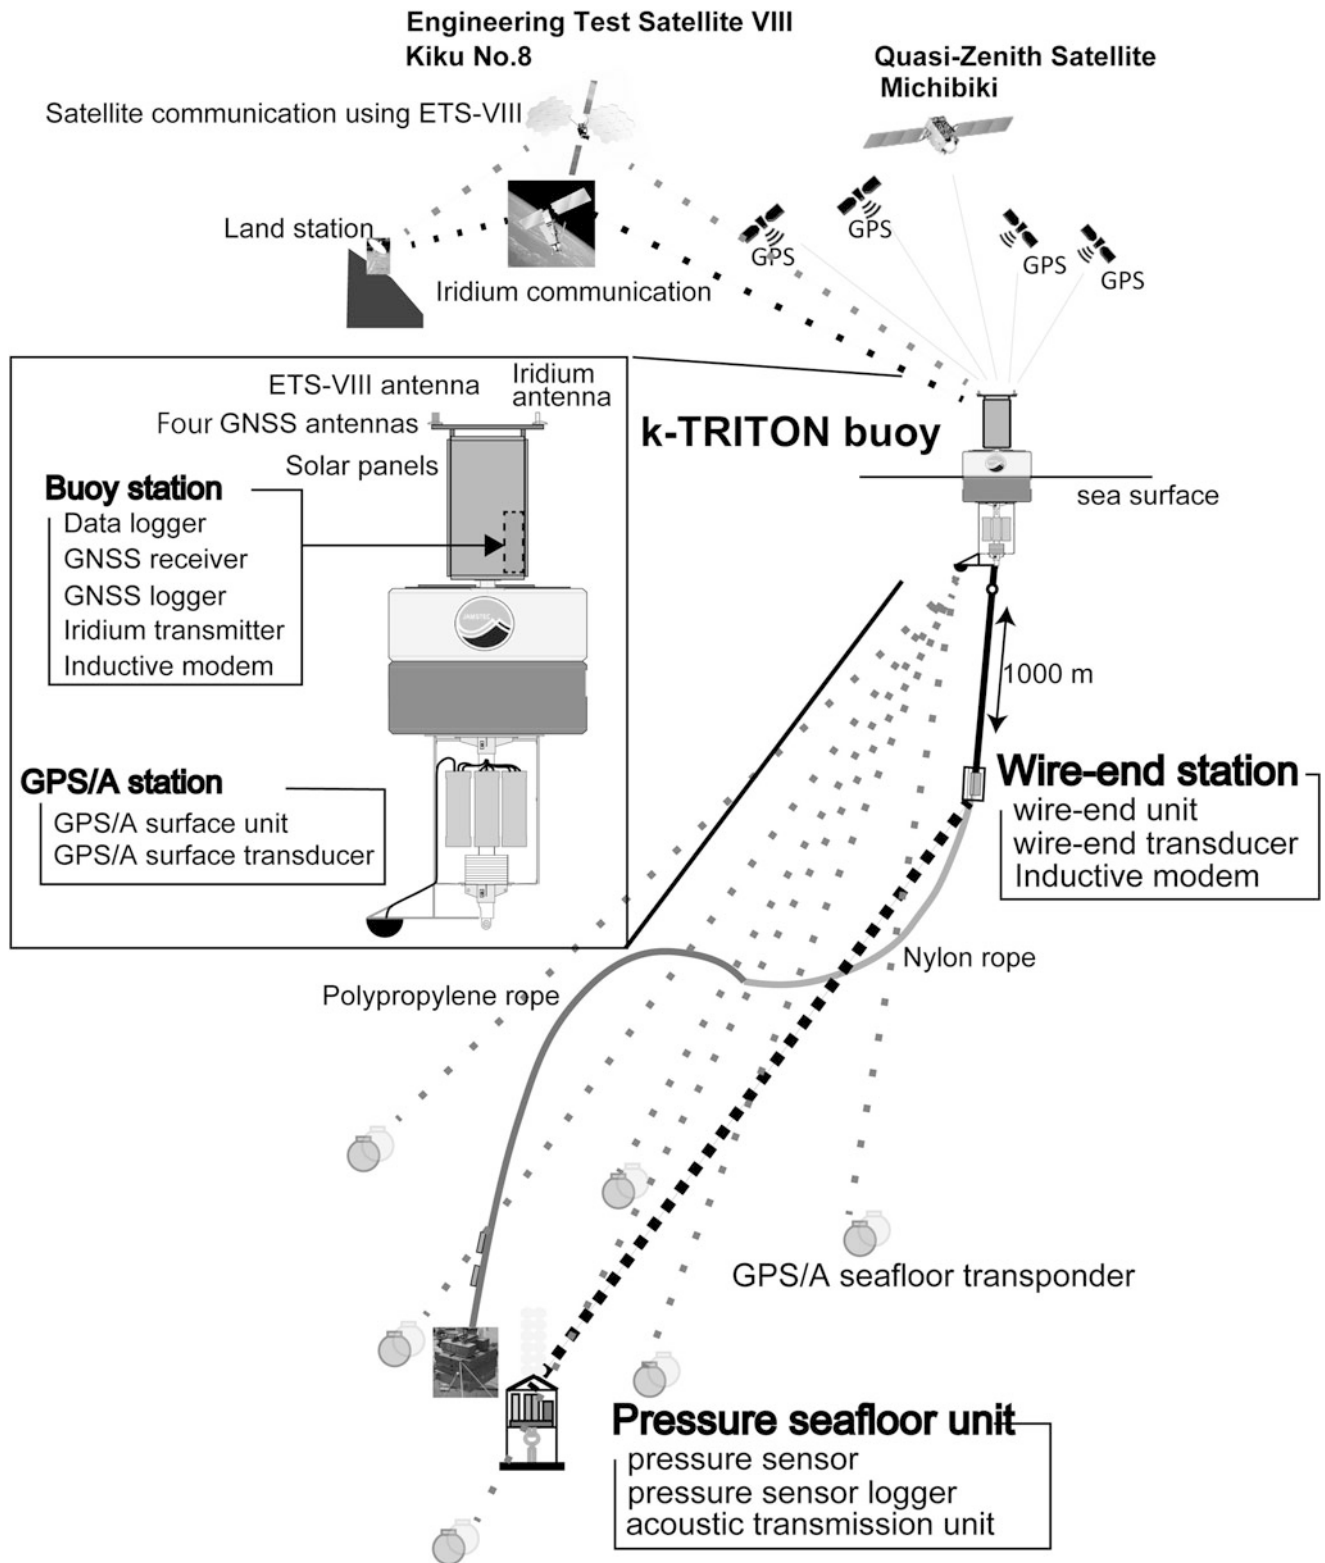 Engineering Test Satellite VIII
Kiku No.8
Quasi-Zenith Satellite
Michibiki
Satellite communication using ETS-VIII
Land station
GPS
GPS
GPS
GPS
Iridium communication
ETS-VIII antenna
Iridium
antenna
Four GNSS antennas
k-TRITON buoy
Solar panels
Buoy station
Data logger
GNSS receiver
GNSS logger
Iridium transmitter
Inductive modem
sea surface
JAMSTEC
1000 m
GPS/A station
GPS/A surface unit
GPS/A surface transducer
Wire-end station
wire-end unit
wire-end transducer
Inductive modem
Nylon rope
Polypropylene rope
GPS/A seafloor transponder
Pressure seafloor unit
pressure sensor
pressure sensor logger
acoustic transmission unit